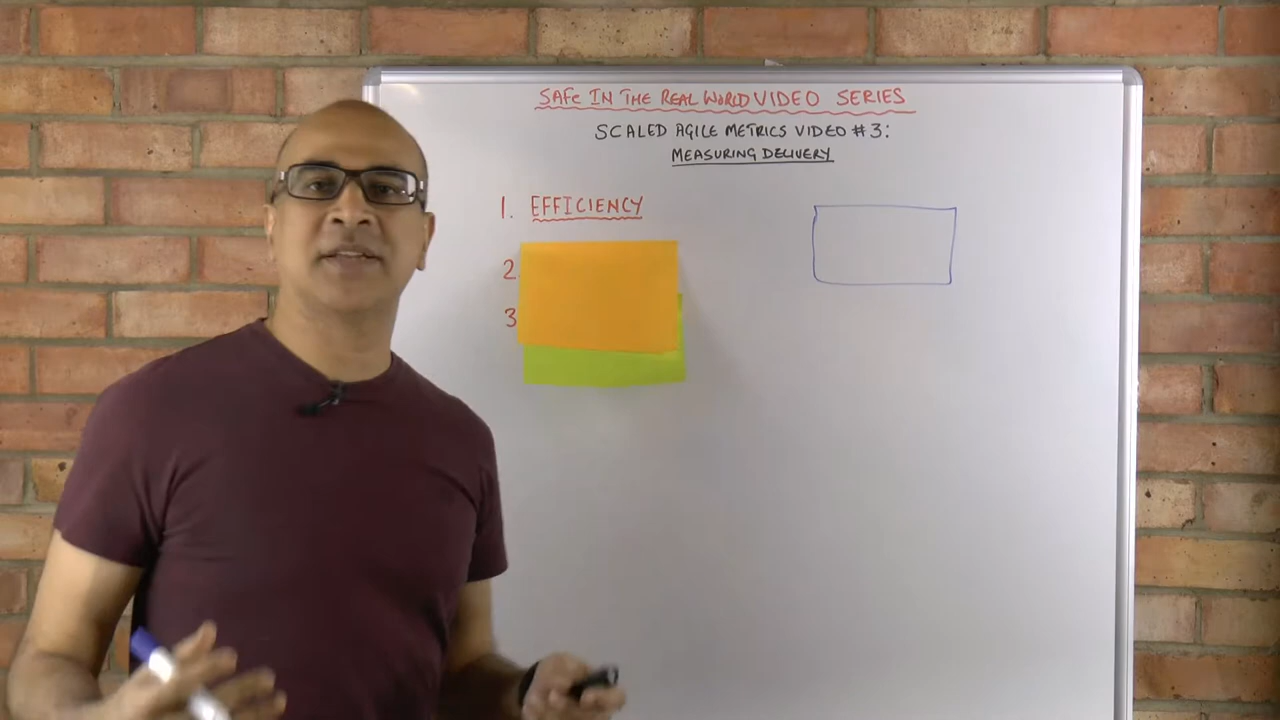 SAFe IN THE REAL WORLD VIDEO SERIES
SCALED AGILE METRICS VIDEO #3:
MEASURING DELIVERY
1. EFFICIENCY
2
3